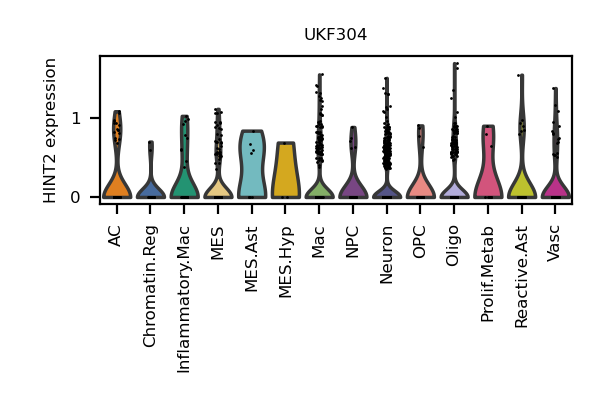 UKF304
HINT2 expression
1
0
AC
Chromatin.Reg
Inflammatory.Mac
MES
MES.Ast
MES.Hyp
Mac
NPC
Neuron
OPC
Oligo
Prolif.Metab
Reactive.Ast
Vasc